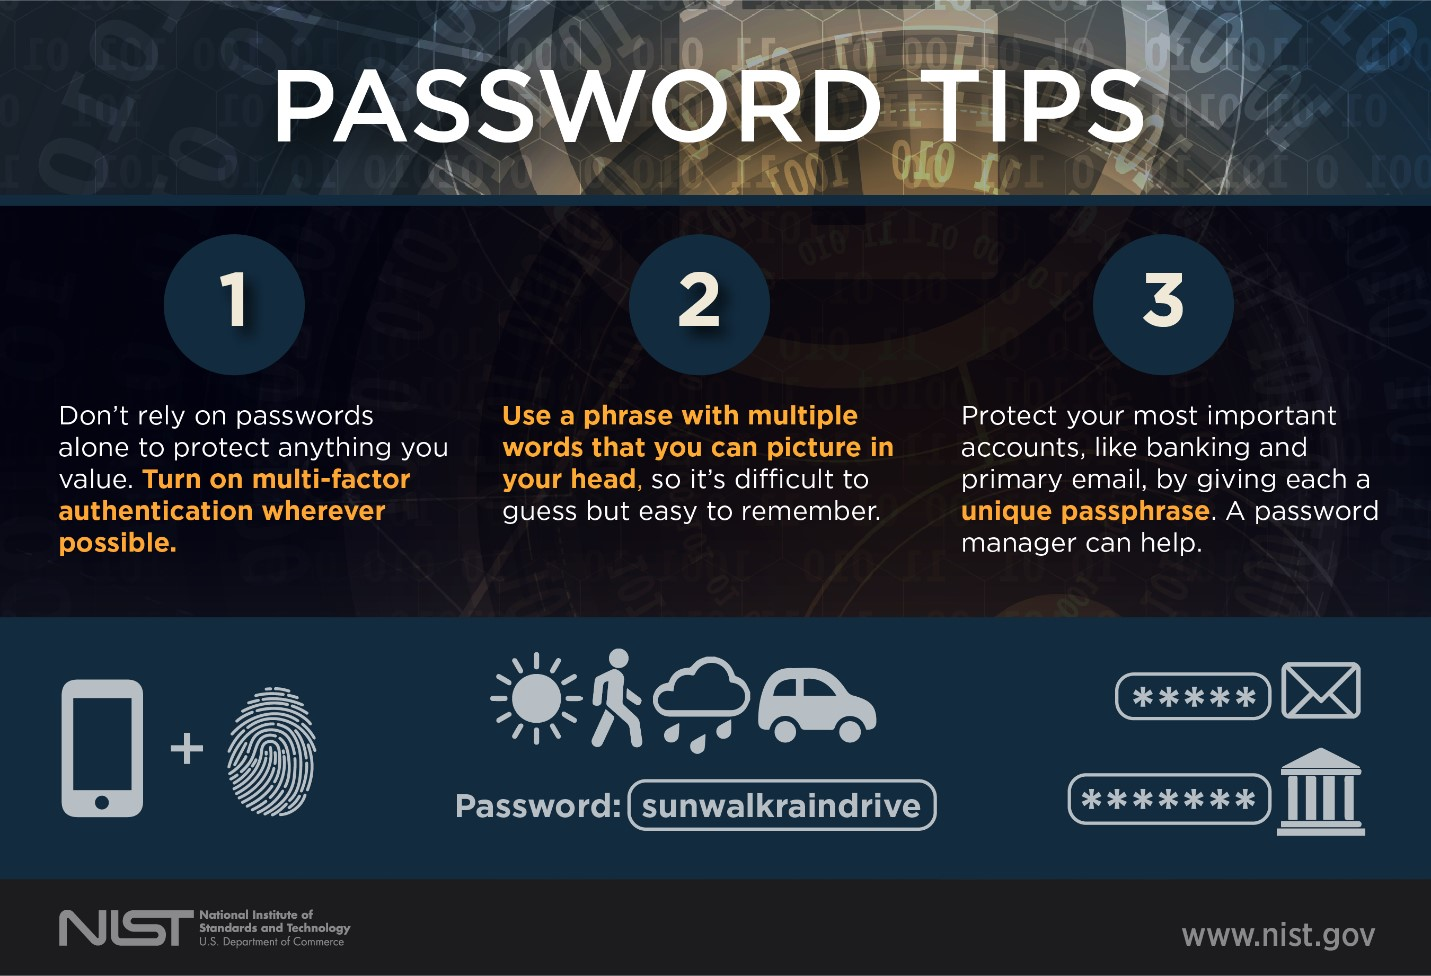 PASSWORD TIPS
1
Don't rely on passwords
alone to protect anything you
value. Turn on multi-factor
authentication wherever
possible.
2
Use a phrase with multiple
words that you can picture in
your head, so it's difficult to
guess but easy to remember.
3
Protect your most important
accounts, like banking and
primary email, by giving each a
unique passphrase. A password
manager can help.
Password: sunwalkraindrive
*****
*******
NIST
National Institute of
Standards and Technology
U.S. Department of Commerce
www.nist.gov